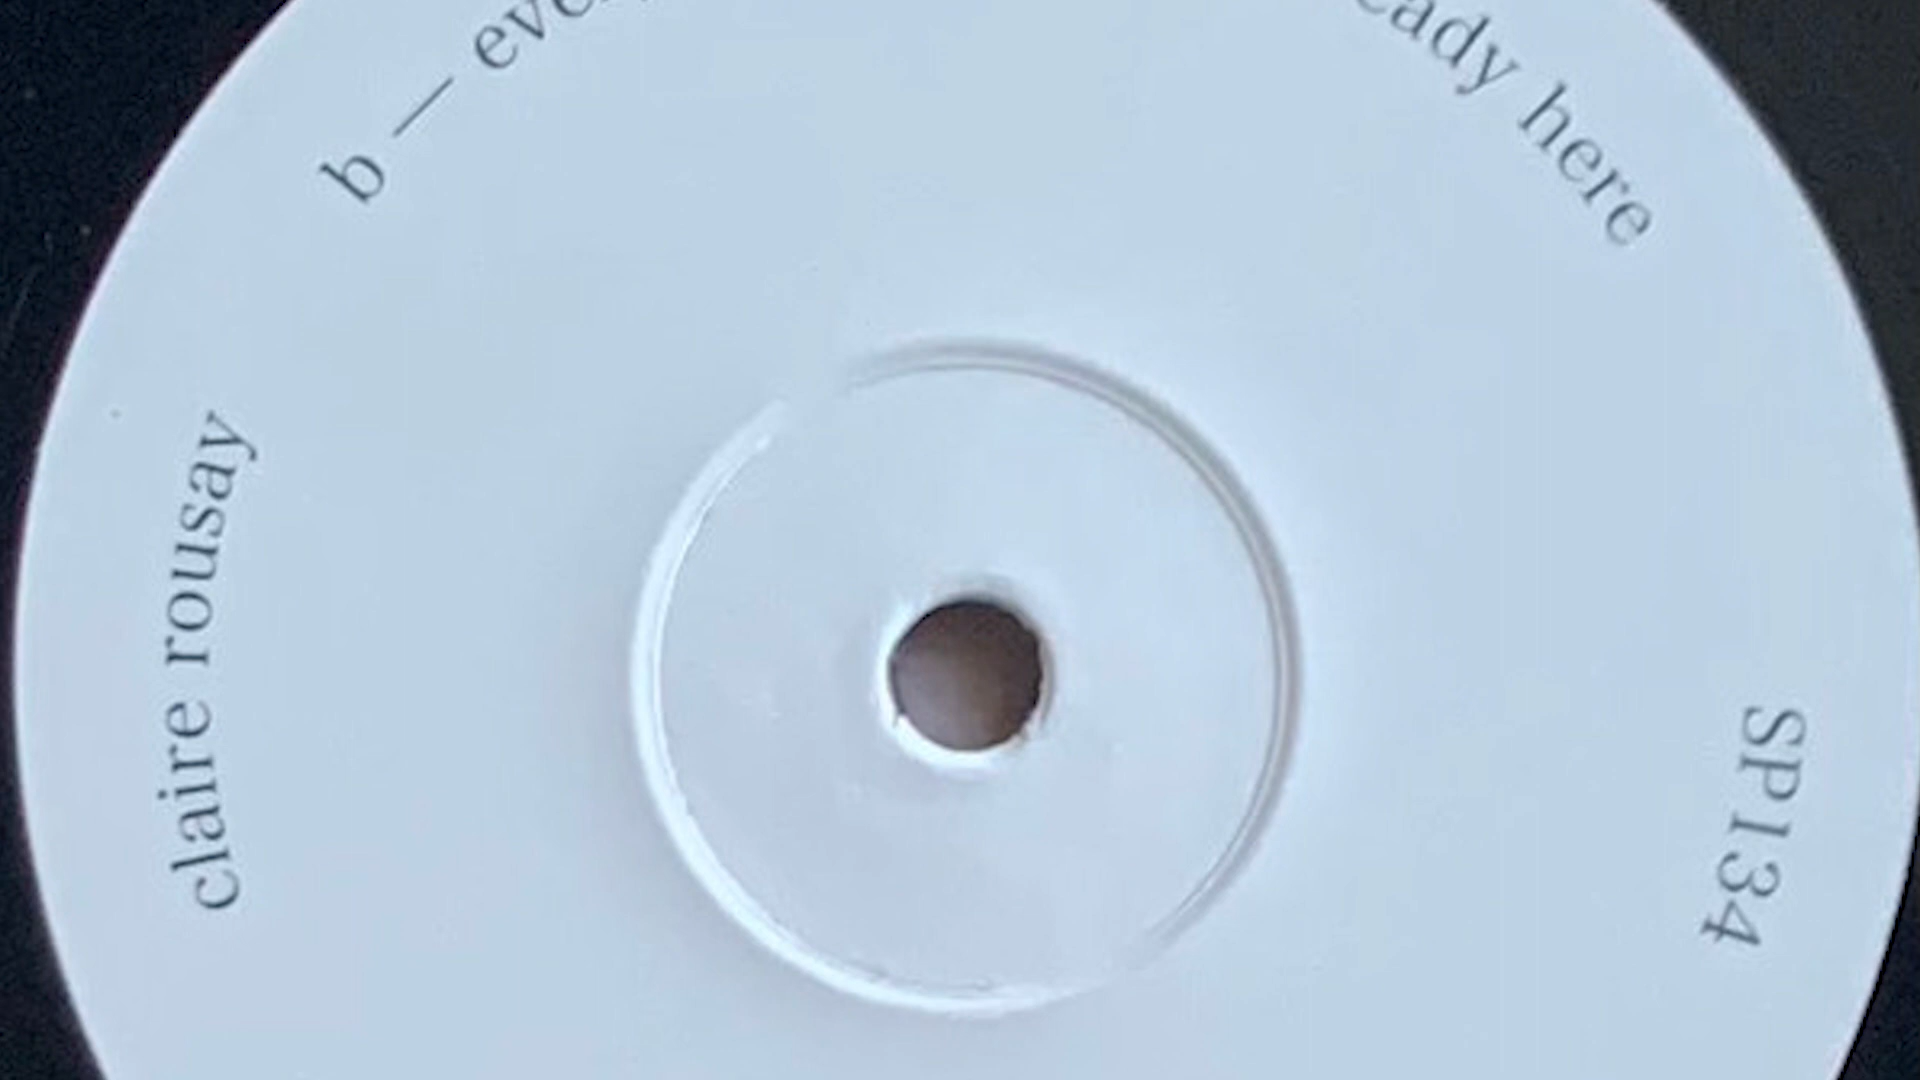 b — 
here
claire rousay
SP134